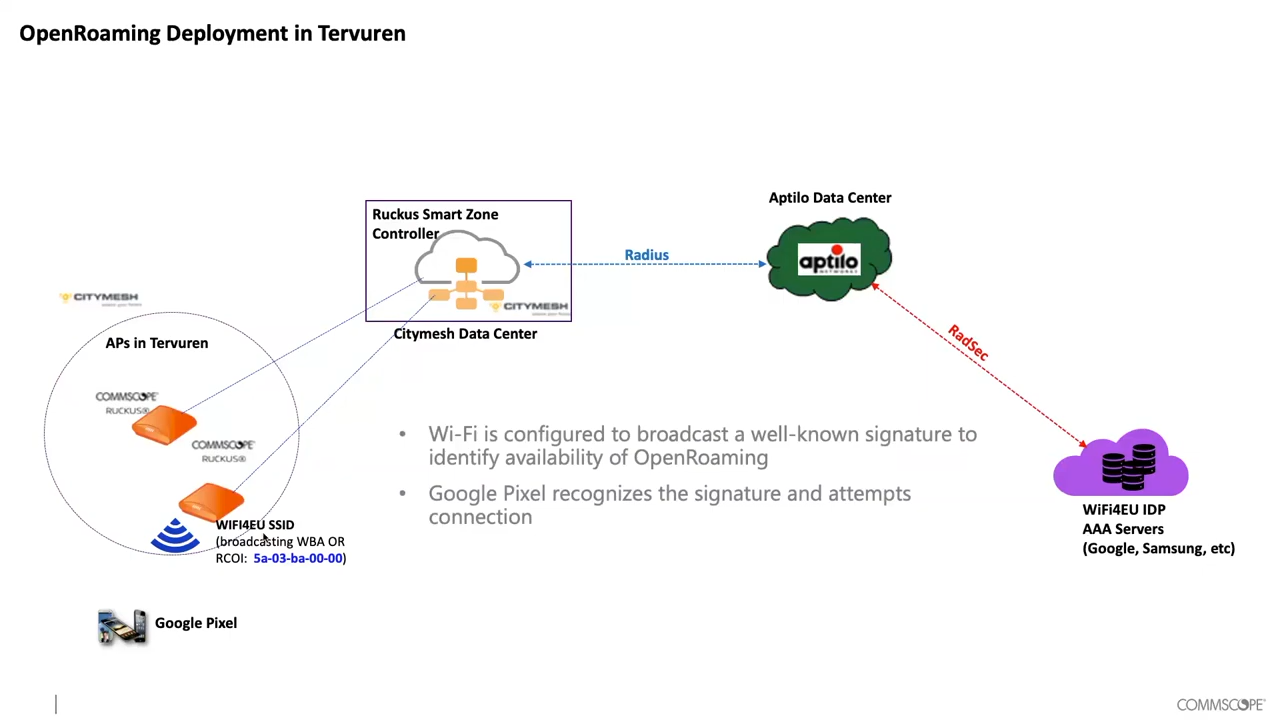 OpenRoaming Deployment in Tervuren
Aptilo Data Center
Ruckus Smart Zone
Controller
Radius
aptilo
NETWORKS
CITYMESH
CITYMESH
Citymesh Data Center
RadSec
APs in Tervuren
COMMSCOPE®
RUCKUS®
COMMSCOPE®
RUCKUS®
• Wi-Fi is configured to broadcast a well-known signature to
identify availability of OpenRoaming
• Google Pixel recognizes the signature and attempts
connection
WIFI4EU SSID
(broadcasting WBA OR
RCOI: 5a-03-ba-00-00)
WiFi4EU IDP
AAA Servers
(Google, Samsung, etc)
Google Pixel
COMMSCOPE®